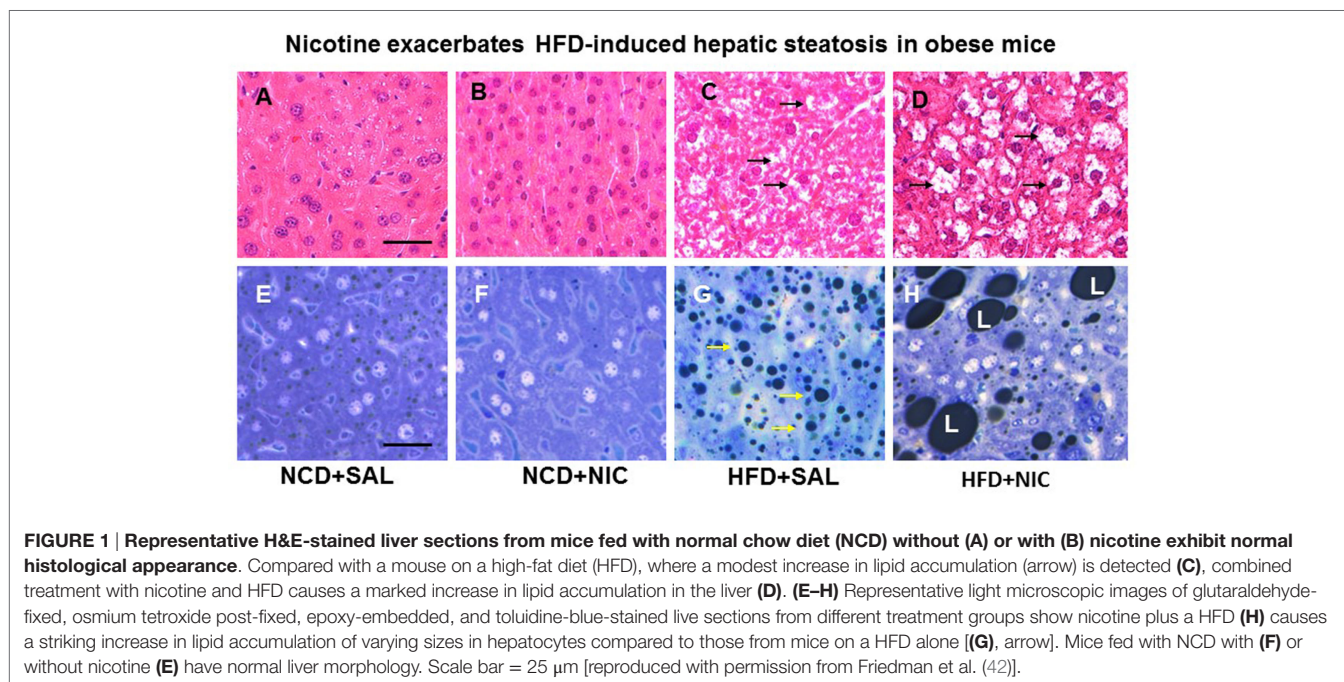 Nicotine exacerbates HFD-induced hepatic steatosis in obese mice
A
B
C
D
E
F
G
H
L
L
L
NCD+SAL
NCD+NIC
HFD+SAL
HFD+NIC
FIGURE 1 | Representative H&E-stained liver sections from mice fed with normal chow diet (NCD) without (A) or with (B) nicotine exhibit normal
histological appearance. Compared with a mouse on a high-fat diet (HFD), where a modest increase in lipid accumulation (arrow) is detected (C), combined
treatment with nicotine and HFD causes a marked increase in lipid accumulation in the liver (D). (E–H) Representative light microscopic images of glutaraldehyde-
fixed, osmium tetroxide post-fixed, epoxy-embedded, and toluidine-blue-stained live sections from different treatment groups show nicotine plus a HFD (H) causes
a striking increase in lipid accumulation of varying sizes in hepatocytes compared to those from mice on a HFD alone [(G), arrow]. Mice fed with NCD with (F) or
without nicotine (E) have normal liver morphology. Scale bar = 25 μm [reproduced with permission from Friedman et al. (42)].